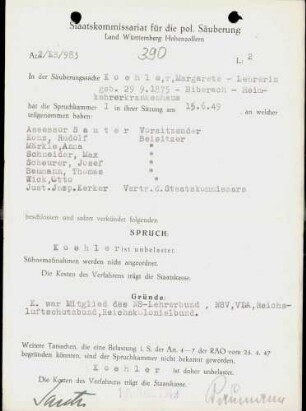 Staatskommissariat für die pol. Säuberung
Land Württemberg Hohenzollern
390
L. 2
In der Säuberungssache K o e h l e r, Margarete - Lehrerin
geb. 29 9.1875 - Biberach - Heim-
kehrerkrankenhaus
hat die Spruchkammer I in ihrer Sitzung am 15.6.49 , an welcher
teilgenommen haben:
Assessor S a u t e r Vorsitzender
Kunz, Rudolf Beisitzer
Märkle, Anna "
Schneider, Max "
Scheurer, Josef "
Baumann, Thomas "
Wick, Otto "
Just.Insp.Kerker Vertr.d.Staatskommissars
beschlossen und sofort verkündet folgenden
SPRUCH:
K o e h l e r ist unbelastet.
Sühnemaßnahmen werden nicht angeordnet.
Die Kosten des Verfahrens trägt die Staatskasse.
Gründe.
K. war Mitglied des NS-Lehrerbund , NSV, VDA, Reichs-
luftschutzbund, Reichskolonialbund.
Weitere Tatsachen, die eine Belastung i. S. der Art. 4—7 der RAO vom 26. 4. 47
begründen könnten, sind der Spruchkammer nicht bekannt geworden.
K o e h l e r ist daher unbelastet.
Die Kosten des Verfahrens trägt die Staatskasse.
Sauter